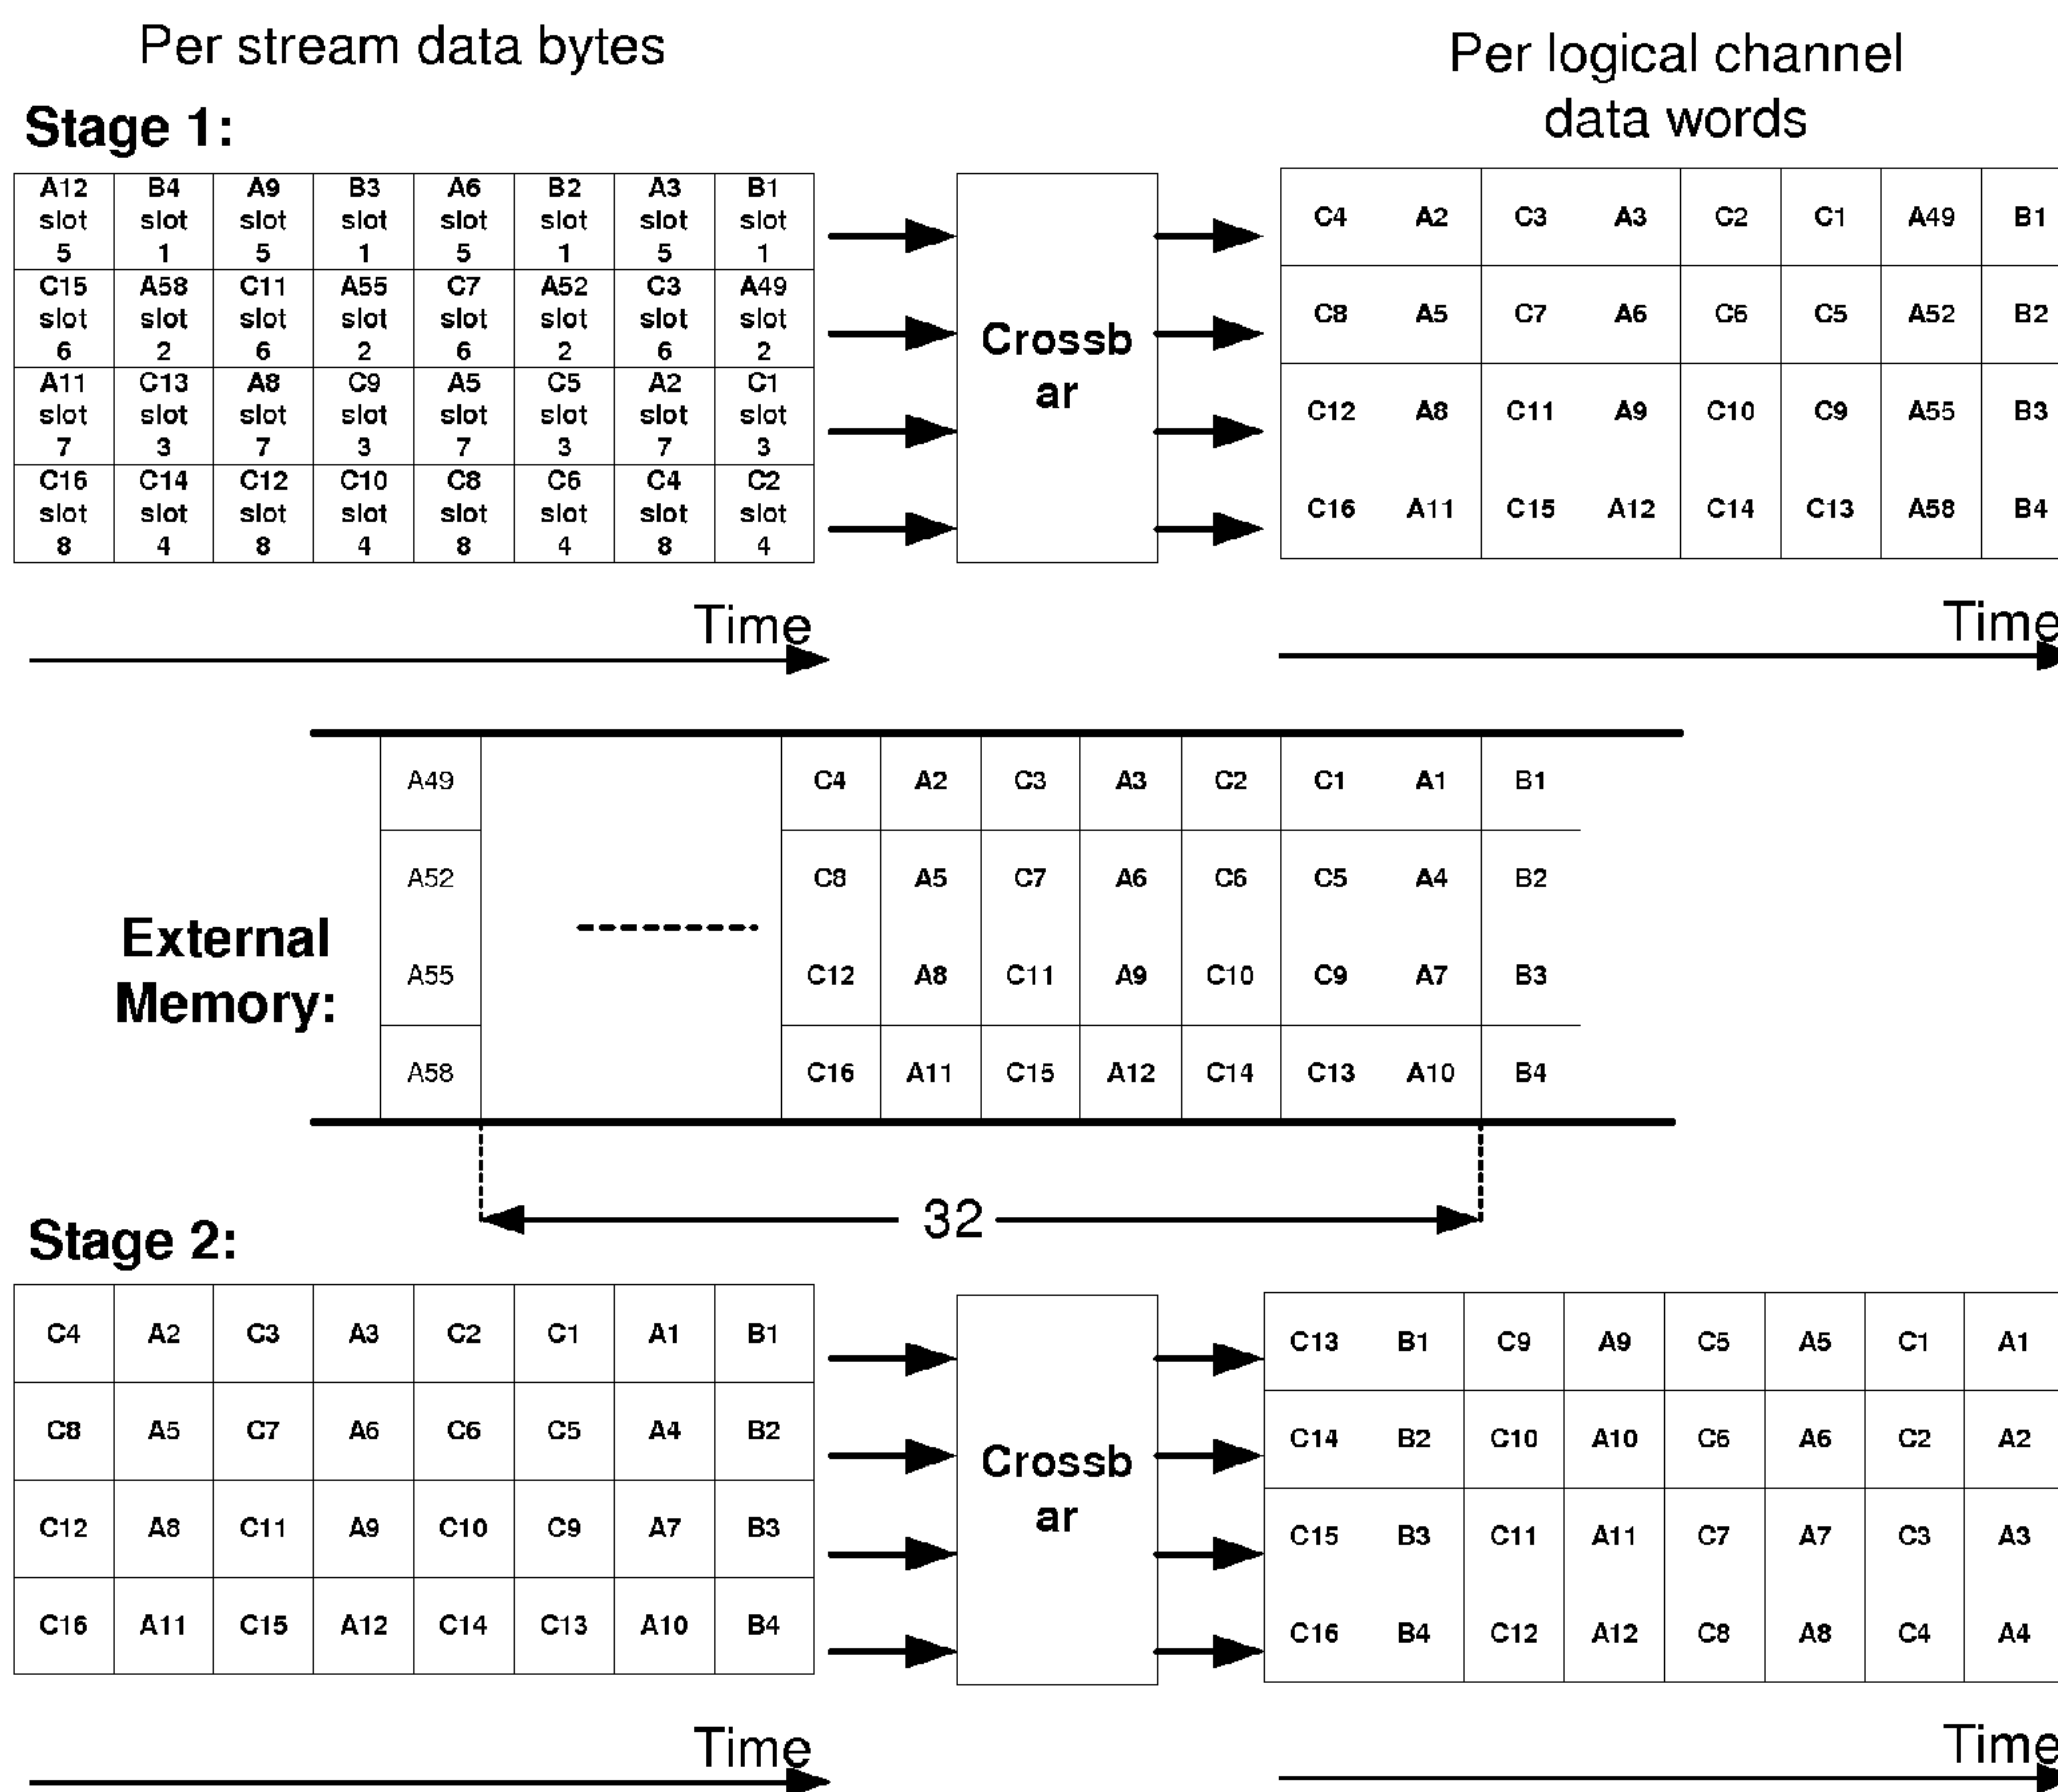 Per stream data bytes
Per logical channel
data words
Stage 1:
A12 B4 A9 B3 A6 B2 A3 B1
slot slot slot slot slot slot slot slot
5 1 5 1 5 1 5 1
C15 A58 C11 A55 C7 A52 C3 A49
slot slot slot slot slot slot slot slot
6 2 6 2 6 2 6 2
A11 C13 A8 C9 A5 C5 A2 C1
slot slot slot slot slot slot slot slot
7 3 7 3 7 3 7 3
C16 C14 C12 C10 C8 C6 C4 C2
slot slot slot slot slot slot slot slot
8 4 8 4 8 4 8 4
Crossb
ar
C4 A2 C3 A3 C2 C1 A49 B1
C8 A5 C7 A6 C6 C5 A52 B2
C12 A8 C11 A9 C10 C9 A55 B3
C16 A11 C15 A12 C14 C13 A58 B4
Time
Time
External
Memory:
A49 C4 A2 C3 A3 C2 C1 A1 B1
A52 C8 A5 C7 A6 C6 C5 A4 B2
A55 C12 A8 C11 A9 C10 C9 A7 B3
A58 C16 A11 C15 A12 C14 C13 A10 B4
32
Stage 2:
C4 A2 C3 A3 C2 C1 A1 B1
C8 A5 C7 A6 C6 C5 A4 B2
C12 A8 C11 A9 C10 C9 A7 B3
C16 A11 C15 A12 C14 C13 A10 B4
Crossb
ar
C13 B1 C9 A9 C5 A5 C1 A1
C14 B2 C10 A10 C6 A6 C2 A2
C15 B3 C11 A11 C7 A7 C3 A3
C16 B4 C12 A12 C8 A8 C4 A4
Time
Time